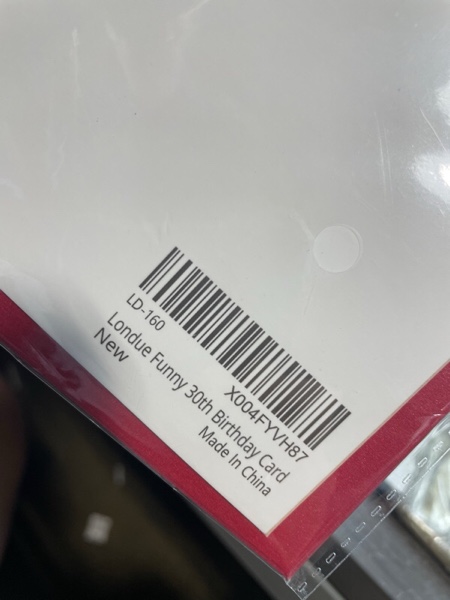 LD-160
X004FYVH87
Londue Funny 30th Birthday Card
New
Made In China